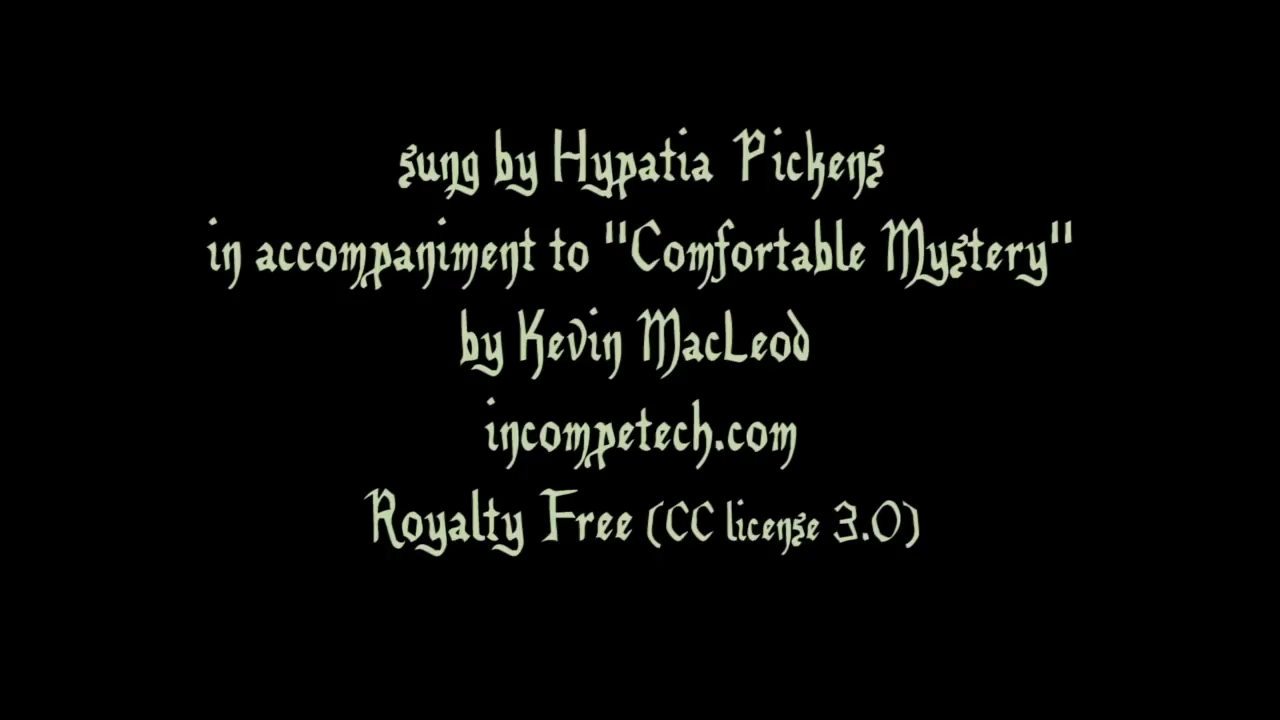 sung by Hypatia Pickens
in accompaniment to "Comfortable Mystery"
by Kevin MacLeod
incompetech.com
Royalty Free (CC license 3.0)